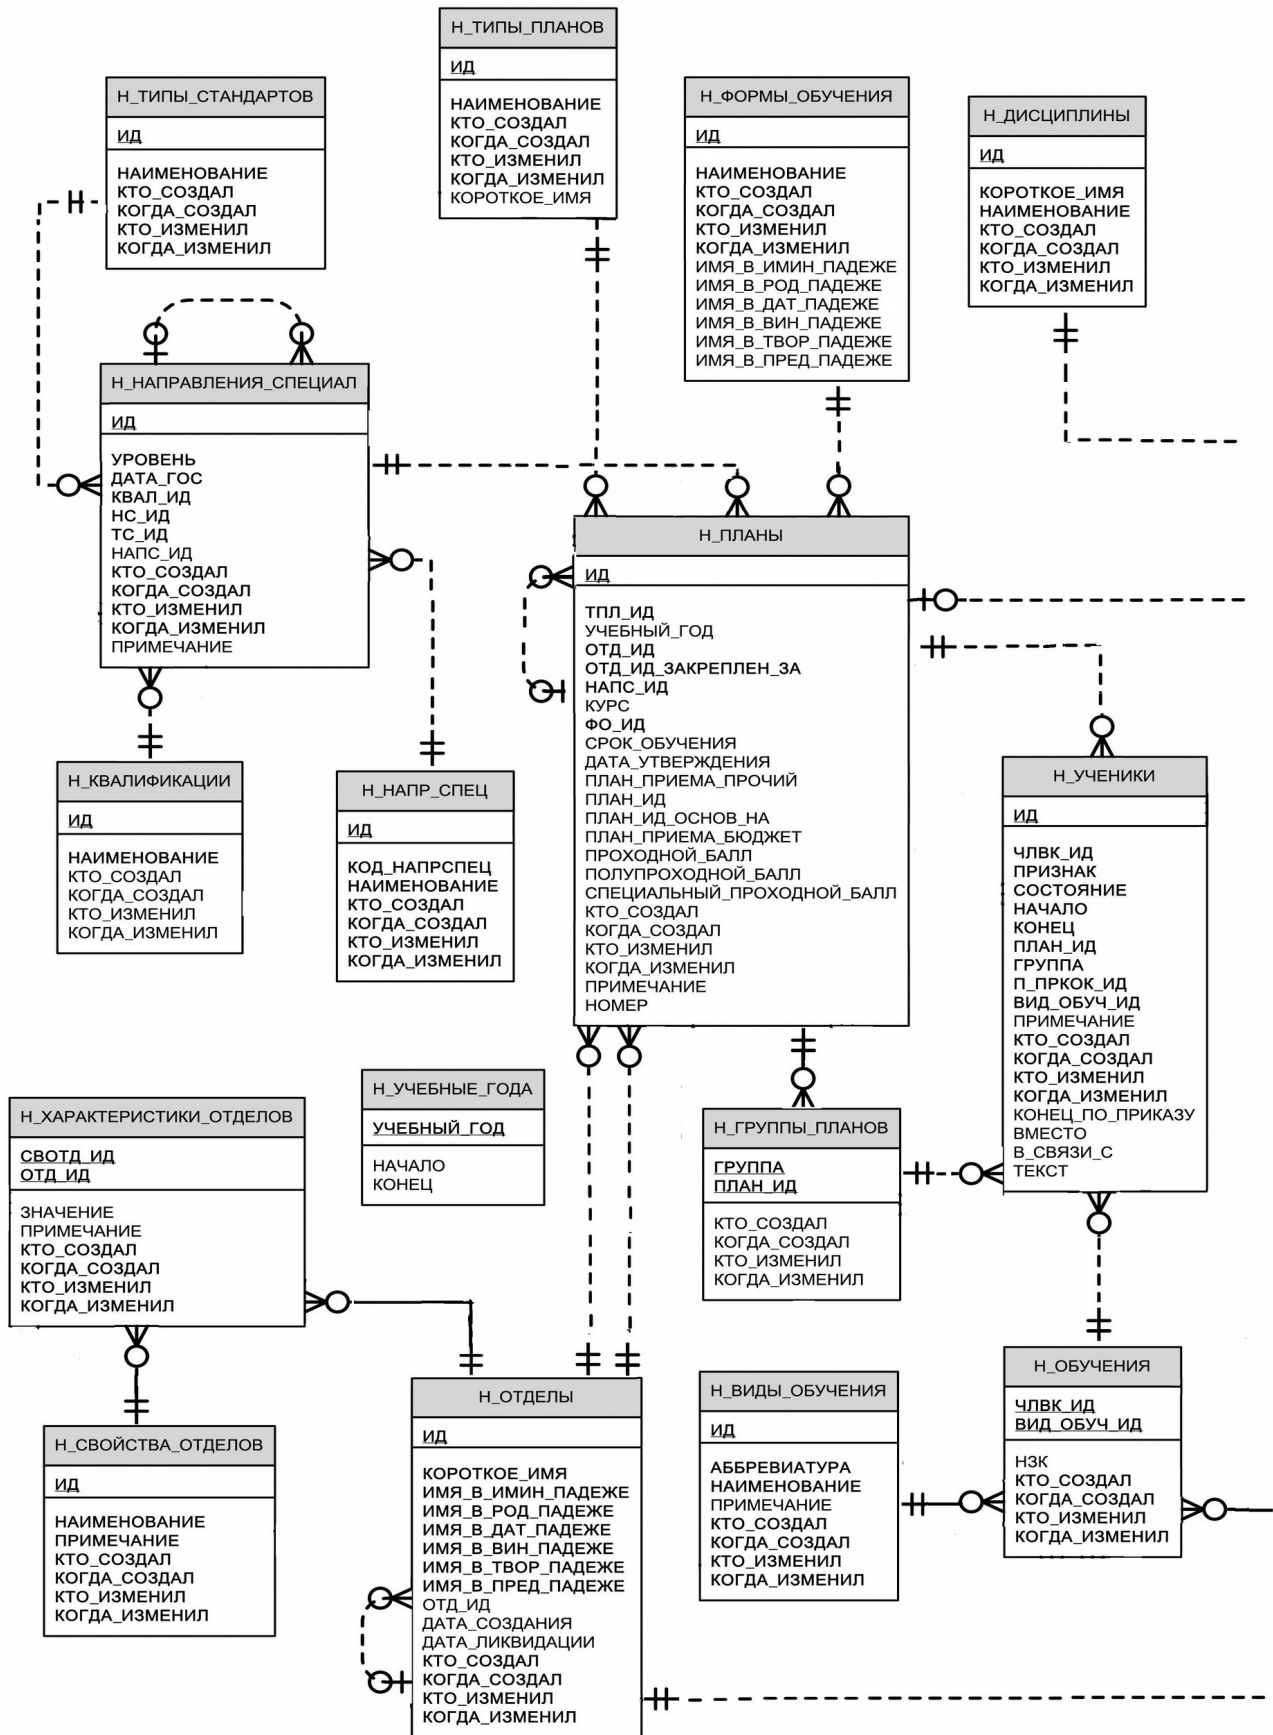 Н_ТИПЫ_ПЛАНОВ
ИД
НАИМЕНОВАНИЕ
КТО_СОЗДАЛ
КОГДА_СОЗДАЛ
КТО_ИЗМЕНИЛ
КОГДА_ИЗМЕНИЛ
КОРОТКОЕ_ИМЯ
Н_ТИПЫ_СТАНДАРТОВ
ИД
НАИМЕНОВАНИЕ
КТО_СОЗДАЛ
КОГДА_СОЗДАЛ
КТО_ИЗМЕНИЛ
КОГДА_ИЗМЕНИЛ
Н_ФОРМЫ_ОБУЧЕНИЯ
ИД
НАИМЕНОВАНИЕ
КТО_СОЗДАЛ
КОГДА_СОЗДАЛ
КТО_ИЗМЕНИЛ
КОГДА_ИЗМЕНИЛ
ИМЯ_В_ИМИН_ПАДЕЖЕ
ИМЯ_В_РОД_ПАДЕЖЕ
ИМЯ_В_ДАТ_ПАДЕЖЕ
ИМЯ_В_ВИН_ПАДЕЖЕ
ИМЯ_В_ТВОР_ПАДЕЖЕ
ИМЯ_В_ПРЕД_ПАДЕЖЕ
Н_ДИСЦИПЛИНЫ
ИД
КОРОТКОЕ_ИМЯ
НАИМЕНОВАНИЕ
КТО_СОЗДАЛ
КОГДА_СОЗДАЛ
КТО_ИЗМЕНИЛ
КОГДА_ИЗМЕНИЛ
Н_НАПРАВЛЕНИЯ_СПЕЦИАЛ
ИД
УРОВЕНЬ
ДАТА_ГОС
КВАЛ_ИД
НС_ИД
ТС_ИД
НАПС_ИД
КТО_СОЗДАЛ
КОГДА_СОЗДАЛ
КТО_ИЗМЕНИЛ
КОГДА_ИЗМЕНИЛ
ПРИМЕЧАНИЕ
Н_ПЛАНЫ
ИД
ТПЛ_ИД
УЧЕБНЫЙ_ГОД
ОТД_ИД
ОТД_ИД_ЗАКРЕПЛЕН_ЗА
НАПС_ИД
КУРС
ФО_ИД
СРОК_ОБУЧЕНИЯ
ДАТА_УТВЕРЖДЕНИЯ
ПЛАН_ПРИЕМА_ПРОЧИЙ
ПЛАН_ИД
ПЛАН_ИД_ОСНОВ_НА
ПЛАН_ПРИЕМА_БЮДЖЕТ
ПРОХОДНОЙ_БАЛЛ
ПОЛУПРОХОДНОЙ_БАЛЛ
СПЕЦИАЛЬНЫЙ_ПРОХОДНОЙ_БАЛЛ
КТО_СОЗДАЛ
КОГДА_СОЗДАЛ
КТО_ИЗМЕНИЛ
КОГДА_ИЗМЕНИЛ
ПРИМЕЧАНИЕ
НОМЕР
Н_КВАЛИФИКАЦИИ
ИД
НАИМЕНОВАНИЕ
КТО_СОЗДАЛ
КОГДА_СОЗДАЛ
КТО_ИЗМЕНИЛ
КОГДА_ИЗМЕНИЛ
Н_НАПР_СПЕЦ
ИД
КОД_НАПРСПЕЦ
НАИМЕНОВАНИЕ
КТО_СОЗДАЛ
КОГДА_СОЗДАЛ
КТО_ИЗМЕНИЛ
КОГДА_ИЗМЕНИЛ
Н_УЧЕНИКИ
ИД
ЧЛВК_ИД
ПРИЗНАК
СОСТОЯНИЕ
НАЧАЛО
КОНЕЦ
ПЛАН_ИД
ГРУППА
П_ПРКОК_ИД
ВИД_ОБУЧ_ИД
ПРИМЕЧАНИЕ
КТО_СОЗДАЛ
КОГДА_СОЗДАЛ
КТО_ИЗМЕНИЛ
КОГДА_ИЗМЕНИЛ
КОНЕЦ_ПО_ПРИКАЗУ
ВМЕСТО
В_СВЯЗИ_С
ТЕКСТ
Н_ХАРАКТЕРИСТИКИ_ОТДЕЛОВ
СВОТД_ИД
ОТД_ИД
ЗНАЧЕНИЕ
ПРИМЕЧАНИЕ
КТО_СОЗДАЛ
КОГДА_СОЗДАЛ
КТО_ИЗМЕНИЛ
КОГДА_ИЗМЕНИЛ
Н_УЧЕБНЫЕ_ГОДА
УЧЕБНЫЙ_ГОД
НАЧАЛО
КОНЕЦ
Н_ГРУППЫ_ПЛАНОВ
ГРУППА
ПЛАН_ИД
КТО_СОЗДАЛ
КОГДА_СОЗДАЛ
КТО_ИЗМЕНИЛ
КОГДА_ИЗМЕНИЛ
Н_СВОЙСТВА_ОТДЕЛОВ
ИД
НАИМЕНОВАНИЕ
ПРИМЕЧАНИЕ
КТО_СОЗДАЛ
КОГДА_СОЗДАЛ
КТО_ИЗМЕНИЛ
КОГДА_ИЗМЕНИЛ
Н_ОТДЕЛЫ
ИД
КОРОТКОЕ_ИМЯ
ИМЯ_В_ИМИН_ПАДЕЖЕ
ИМЯ_В_РОД_ПАДЕЖЕ
ИМЯ_В_ДАТ_ПАДЕЖЕ
ИМЯ_В_ВИН_ПАДЕЖЕ
ИМЯ_В_ТВОР_ПАДЕЖЕ
ИМЯ_В_ПРЕД_ПАДЕЖЕ
ОТД_ИД
ДАТА_СОЗДАНИЯ
ДАТА_ЛИКВИДАЦИИ
КТО_СОЗДАЛ
КОГДА_СОЗДАЛ
КТО_ИЗМЕНИЛ
КОГДА_ИЗМЕНИЛ
Н_ВИДЫ_ОБУЧЕНИЯ
ИД
АББРЕВИАТУРА
НАИМЕНОВАНИЕ
ПРИМЕЧАНИЕ
КТО_СОЗДАЛ
КОГДА_СОЗДАЛ
КТО_ИЗМЕНИЛ
КОГДА_ИЗМЕНИЛ
Н_ОБУЧЕНИЯ
ЧЛВК_ИД
ВИД_ОБУЧ_ИД
НЗК
КТО_СОЗДАЛ
КОГДА_СОЗДАЛ
КТО_ИЗМЕНИЛ
КОГДА_ИЗМЕНИЛ